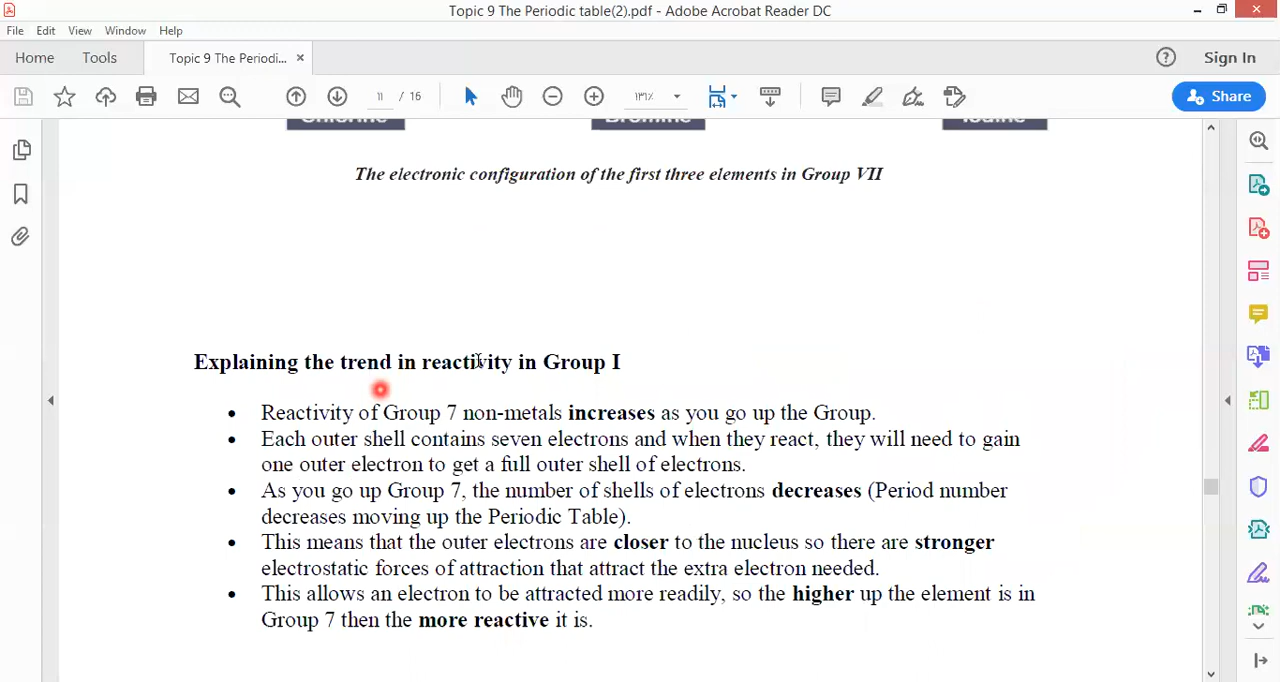 Topic 9 The Periodic table(2).pdf - Adobe Acrobat Reader DC
File Edit View Window Help
Home Tools Topic 9 The Periodi... × Sign In
۱۱ / 16 ۱۳۱٪ Share
Chlorine Bromine Iodine
The electronic configuration of the first three elements in Group VII
Explaining the trend in reactivity in Group I
• Reactivity of Group 7 non-metals increases as you go up the Group.
• Each outer shell contains seven electrons and when they react, they will need to gain
one outer electron to get a full outer shell of electrons.
• As you go up Group 7, the number of shells of electrons decreases (Period number
decreases moving up the Periodic Table).
• This means that the outer electrons are closer to the nucleus so there are stronger
electrostatic forces of attraction that attract the extra electron needed.
• This allows an electron to be attracted more readily, so the higher up the element is in
Group 7 then the more reactive it is.